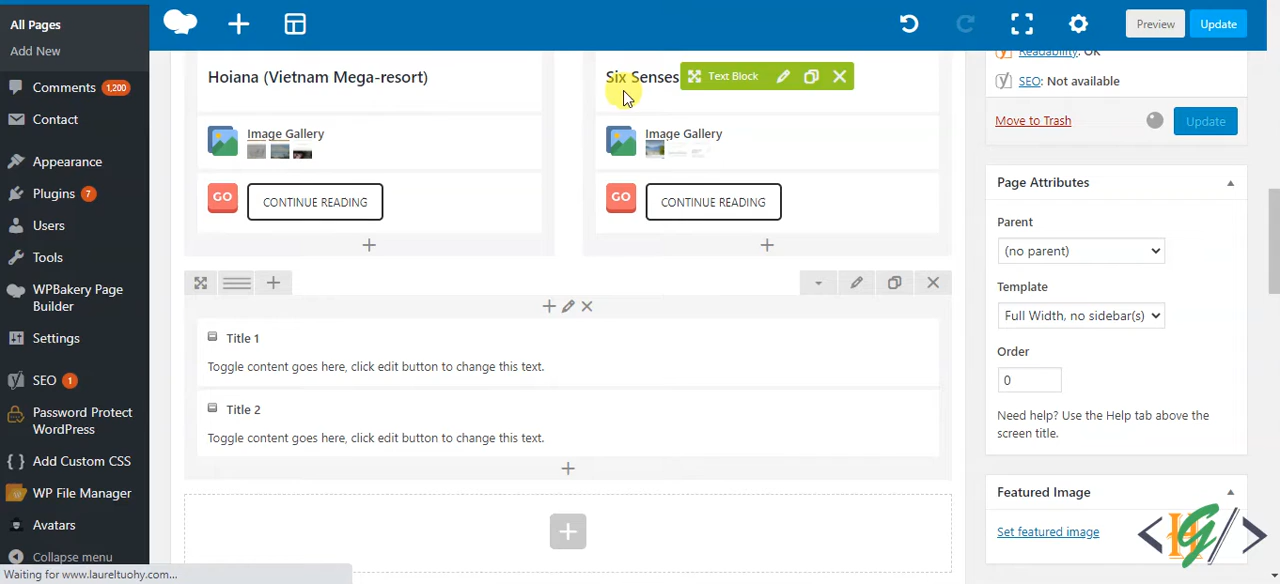 All Pages
Add New
Comments 1,200
Contact
Appearance
Plugins 7
Users
Tools
WPBakery Page
Builder
Settings
SEO 1
Password Protect
WordPress
{ } Add Custom CSS
WP File Manager
Avatars
Collapse menu
Waiting for www.laureltuohy.com...
Preview
Update
Hoiana (Vietnam Mega-resort)
Image Gallery
GO CONTINUE READING
Six Senses
Text Block
Image Gallery
GO CONTINUE READING
Title 1
Toggle content goes here, click edit button to change this text.
Title 2
Toggle content goes here, click edit button to change this text.
Readability: OK
SEO: Not available
Move to Trash
Update
Page Attributes
Parent
(no parent)
Template
Full Width, no sidebar(s)
Order
0
Need help? Use the Help tab above the
screen title.
Featured Image
Set featured image
<HG/>